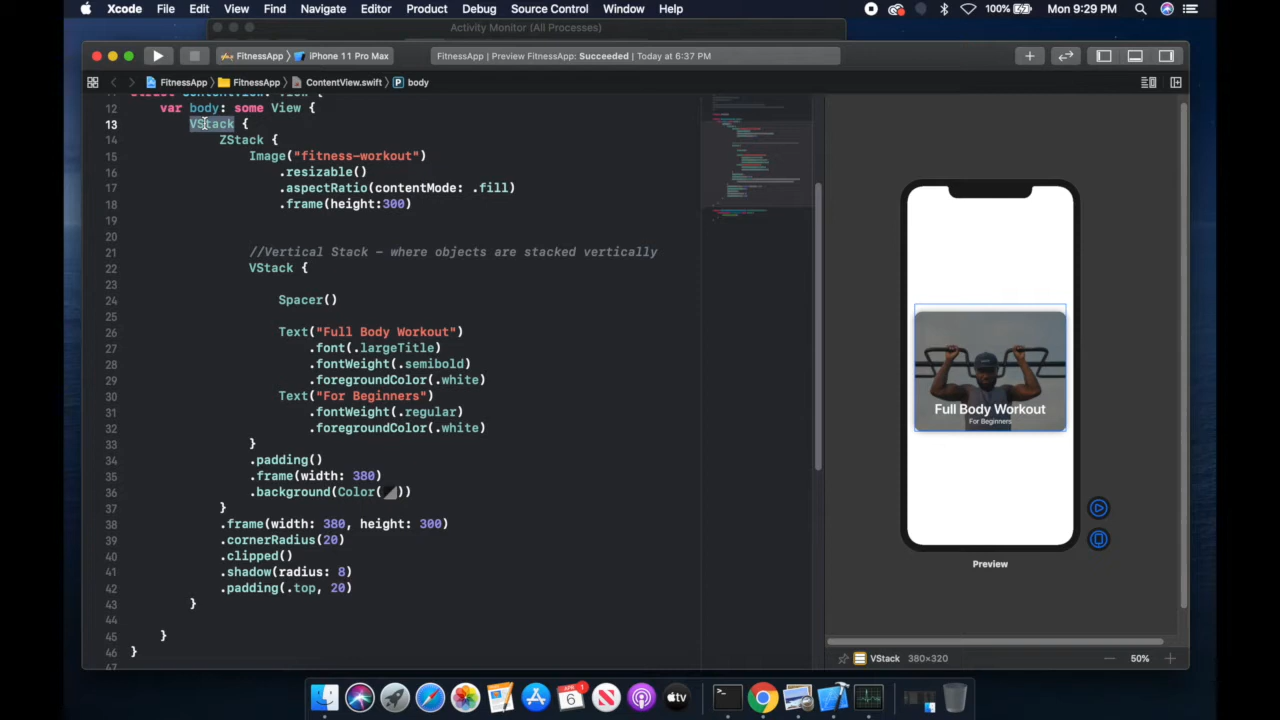 Xcode File Edit View Find Navigate Editor Product Debug Source Control Window Help 100% Mon 9:29 PM
Activity Monitor (All Processes)
FitnessApp 〉 iPhone 11 Pro Max FitnessApp | Preview FitnessApp: Succeeded | Today at 6:37 PM
FitnessApp 〉 FitnessApp 〉 ContentView.swift 〉 P body
12 var body: some View {
13 VStack {
14 ZStack {
15 Image("fitness-workout")
16 .resizable()
17 .aspectRatio(contentMode: .fill)
18 .frame(height:300)
19
20
21 //Vertical Stack - where objects are stacked vertically
22 VStack {
23
24 Spacer()
25
26 Text("Full Body Workout")
27 .font(.largeTitle)
28 .fontWeight(.semibold)
29 .foregroundColor(.white)
30 Text("For Beginners")
31 .fontWeight(.regular)
32 .foregroundColor(.white)
33 }
34 .padding()
35 .frame(width: 380)
36 .background(Color( ))
37 }
38 .frame(width: 380, height: 300)
39 .cornerRadius(20)
40 .clipped()
41 .shadow(radius: 8)
42 .padding(.top, 20)
43 }
44
45 }
46 }
47
Full Body Workout
For Beginners
Preview
VStack 380×320 50%
APR 1
6
tv